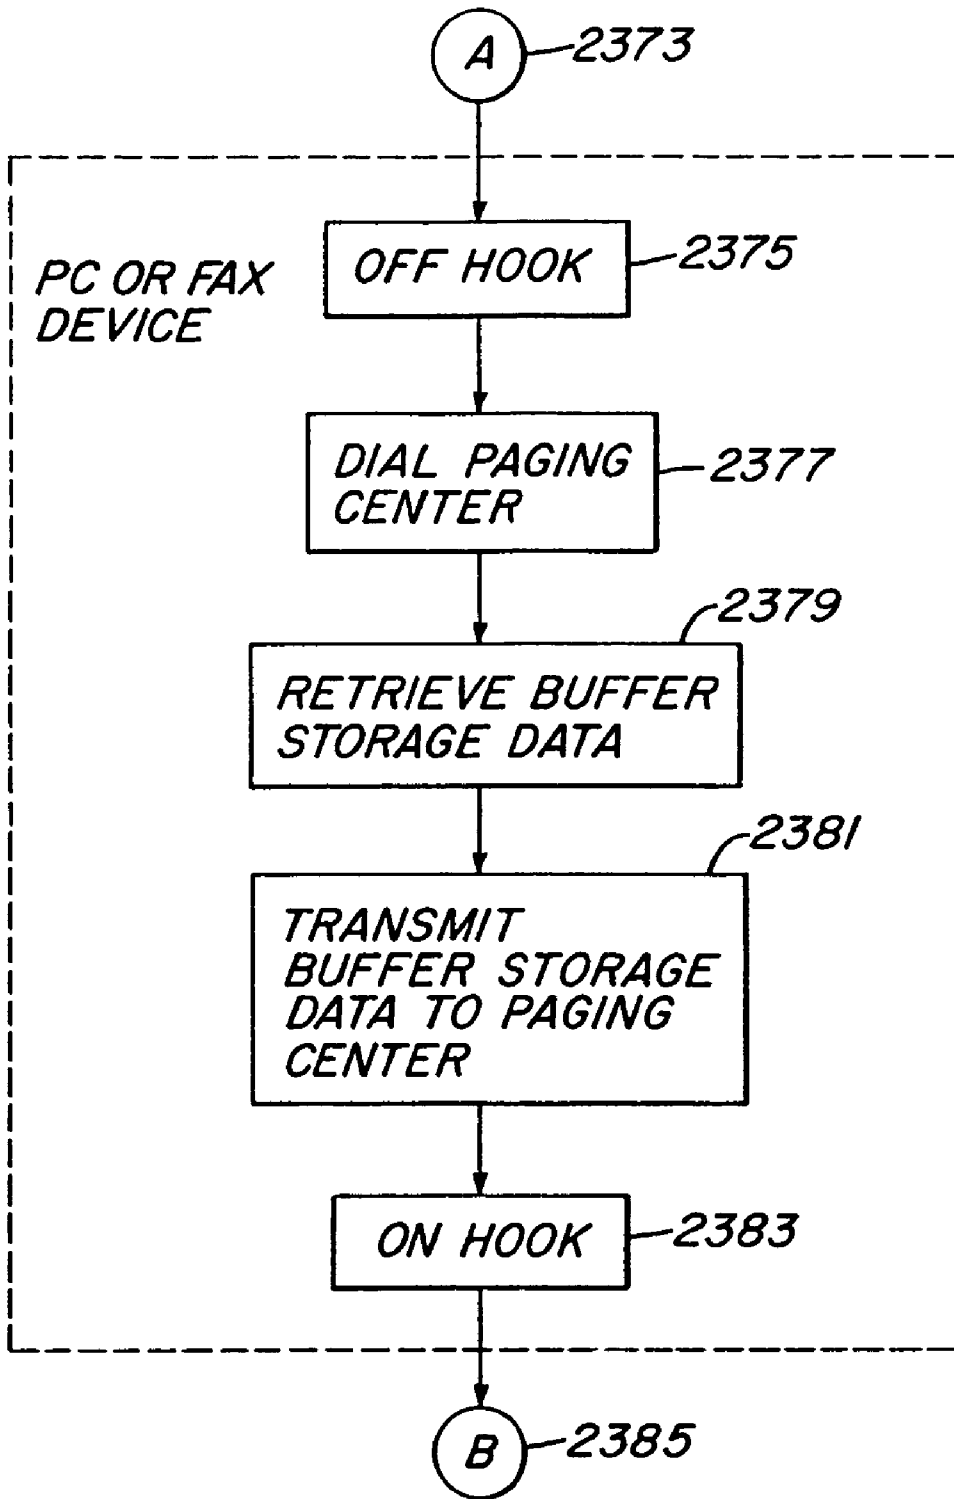 A 2373
OFF HOOK 2375
PC OR FAX
DEVICE
DIAL PAGING
CENTER
2377
2379
RETRIEVE BUFFER
STORAGE DATA
2381
TRANSMIT
BUFFER STORAGE
DATA TO PAGING
CENTER
ON HOOK 2383
B 2385